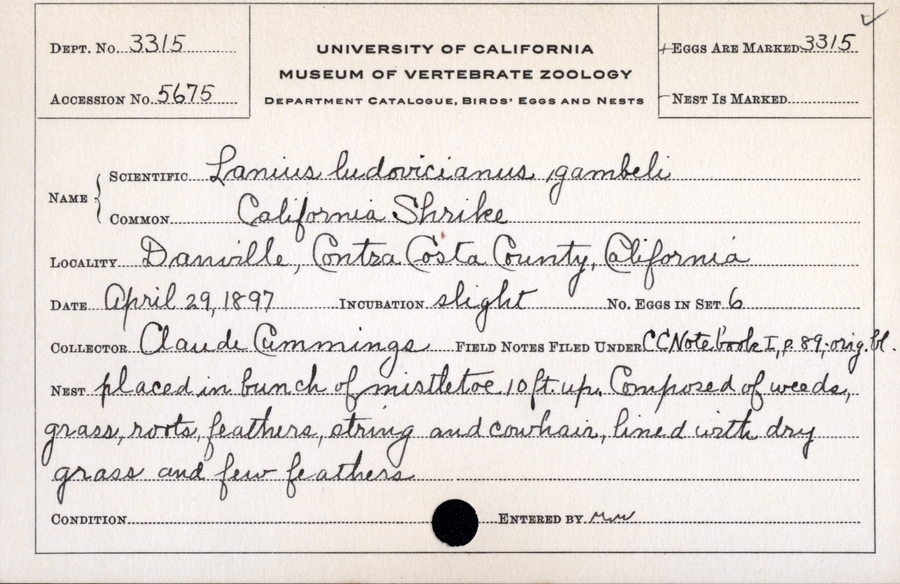 Dept. No. 3315
UNIVERSITY OF CALIFORNIA
Eggs Are Marked 3315
MUSEUM OF VERTEBRATE ZOOLOGY
Accession No. 5675
Department Catalogue, Birds' Eggs and Nests
Nest Is Marked
Name
Scientific Lanius ludovicianus gambeli
Common California Shrike
Locality Danville, Contra Costa County, California
Date April 29, 1897 Incubation slight No. Eggs in Set 6
Collector Claude Cummings Field Notes Filed Under CC Notebook I, p. 89, orig. bl.
Nest placed in bunch of mistletoe 10 ft. up. Composed of weeds,
grass, roots, feathers, string and cowhair, lined with dry
grass and few feathers
Condition Entered by